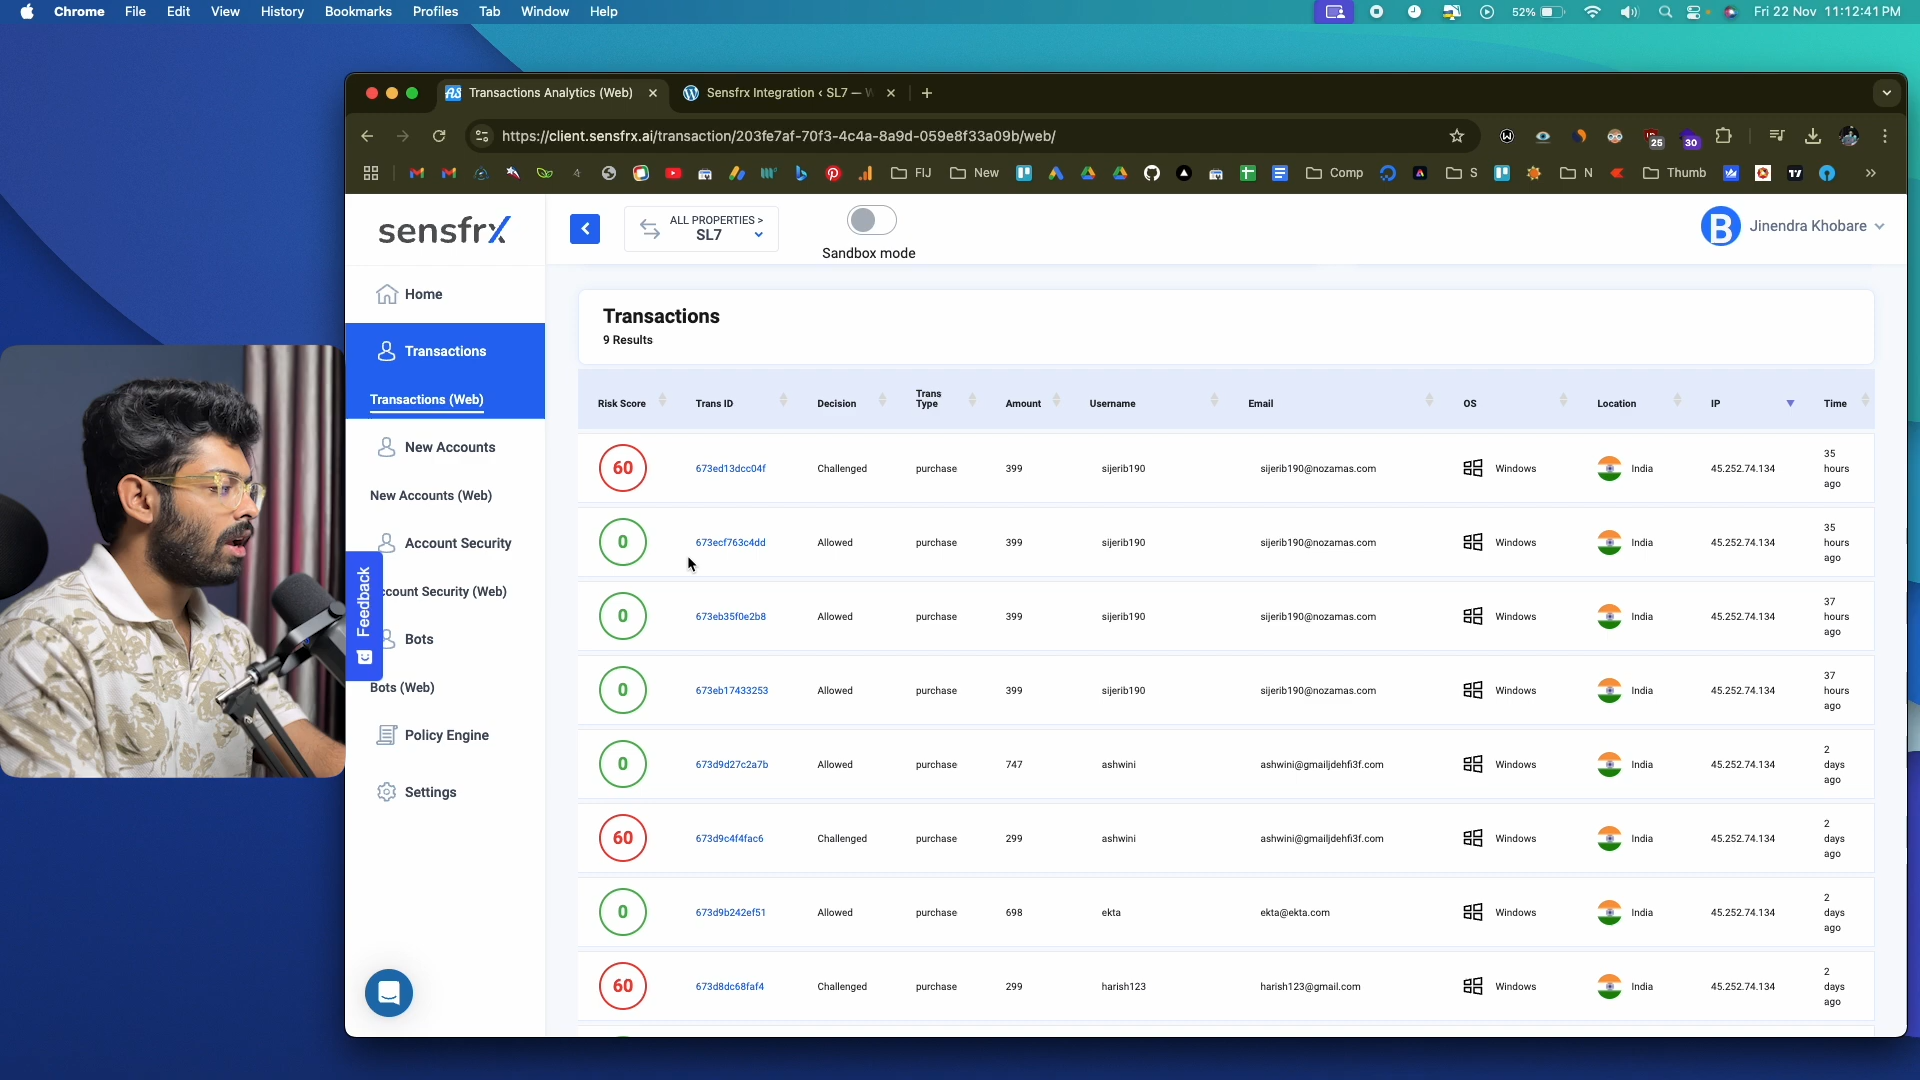 Chrome File Edit View History Bookmarks Profiles Tab Window Help
52% Fri 22 Nov 11:12:41 PM
Transactions Analytics (Web)
Sensfrx Integration ‹ SL7 — W
https://client.sensfrx.ai/transaction/203fe7af-70f3-4c4a-8a9d-059e8f33a09b/web/
25
30
FIJ New Comp S N Thumb
sensfrx
ALL PROPERTIES >
SL7
Sandbox mode
B Jinendra Khobare
Home
Transactions
Transactions (Web)
New Accounts
New Accounts (Web)
Account Security
ccount Security (Web)
Bots
Bots (Web)
Policy Engine
Settings
Feedback
Transactions
9 Results
Risk Score Trans ID Decision Trans Type Amount Username Email OS Location IP Time
60 673ed13dcc04f Challenged purchase 399 sijerib190 sijerib190@nozamas.com Windows India 45.252.74.134 35 hours ago
0 673ecf763c4dd Allowed purchase 399 sijerib190 sijerib190@nozamas.com Windows India 45.252.74.134 35 hours ago
0 673eb35f0e2b8 Allowed purchase 399 sijerib190 sijerib190@nozamas.com Windows India 45.252.74.134 37 hours ago
0 673eb17433253 Allowed purchase 399 sijerib190 sijerib190@nozamas.com Windows India 45.252.74.134 37 hours ago
0 673d9d27c2a7b Allowed purchase 747 ashwini ashwini@gmailjdehfi3f.com Windows India 45.252.74.134 2 days ago
60 673d9c4f4fac6 Challenged purchase 299 ashwini ashwini@gmailjdehfi3f.com Windows India 45.252.74.134 2 days ago
0 673d9b242ef51 Allowed purchase 698 ekta ekta@ekta.com Windows India 45.252.74.134 2 days ago
60 673d8dc68faf4 Challenged purchase 299 harish123 harish123@gmail.com Windows India 45.252.74.134 2 days ago